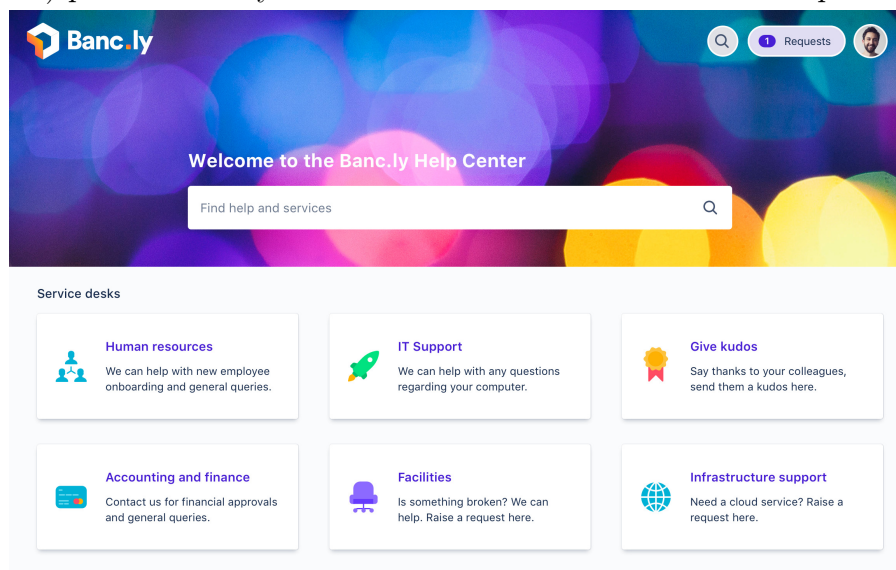 Banc.ly
1 Requests
Welcome to the Banc.ly Help Center
Find help and services
Service desks
Human resources
We can help with new employee
onboarding and general queries.
IT Support
We can help with any questions
regarding your computer.
Give kudos
Say thanks to your colleagues,
send them a kudos here.
Accounting and finance
Contact us for financial approvals
and general queries.
Facilities
Is something broken? We can
help. Raise a request here.
Infrastructure support
Need a cloud service? Raise a
request here.